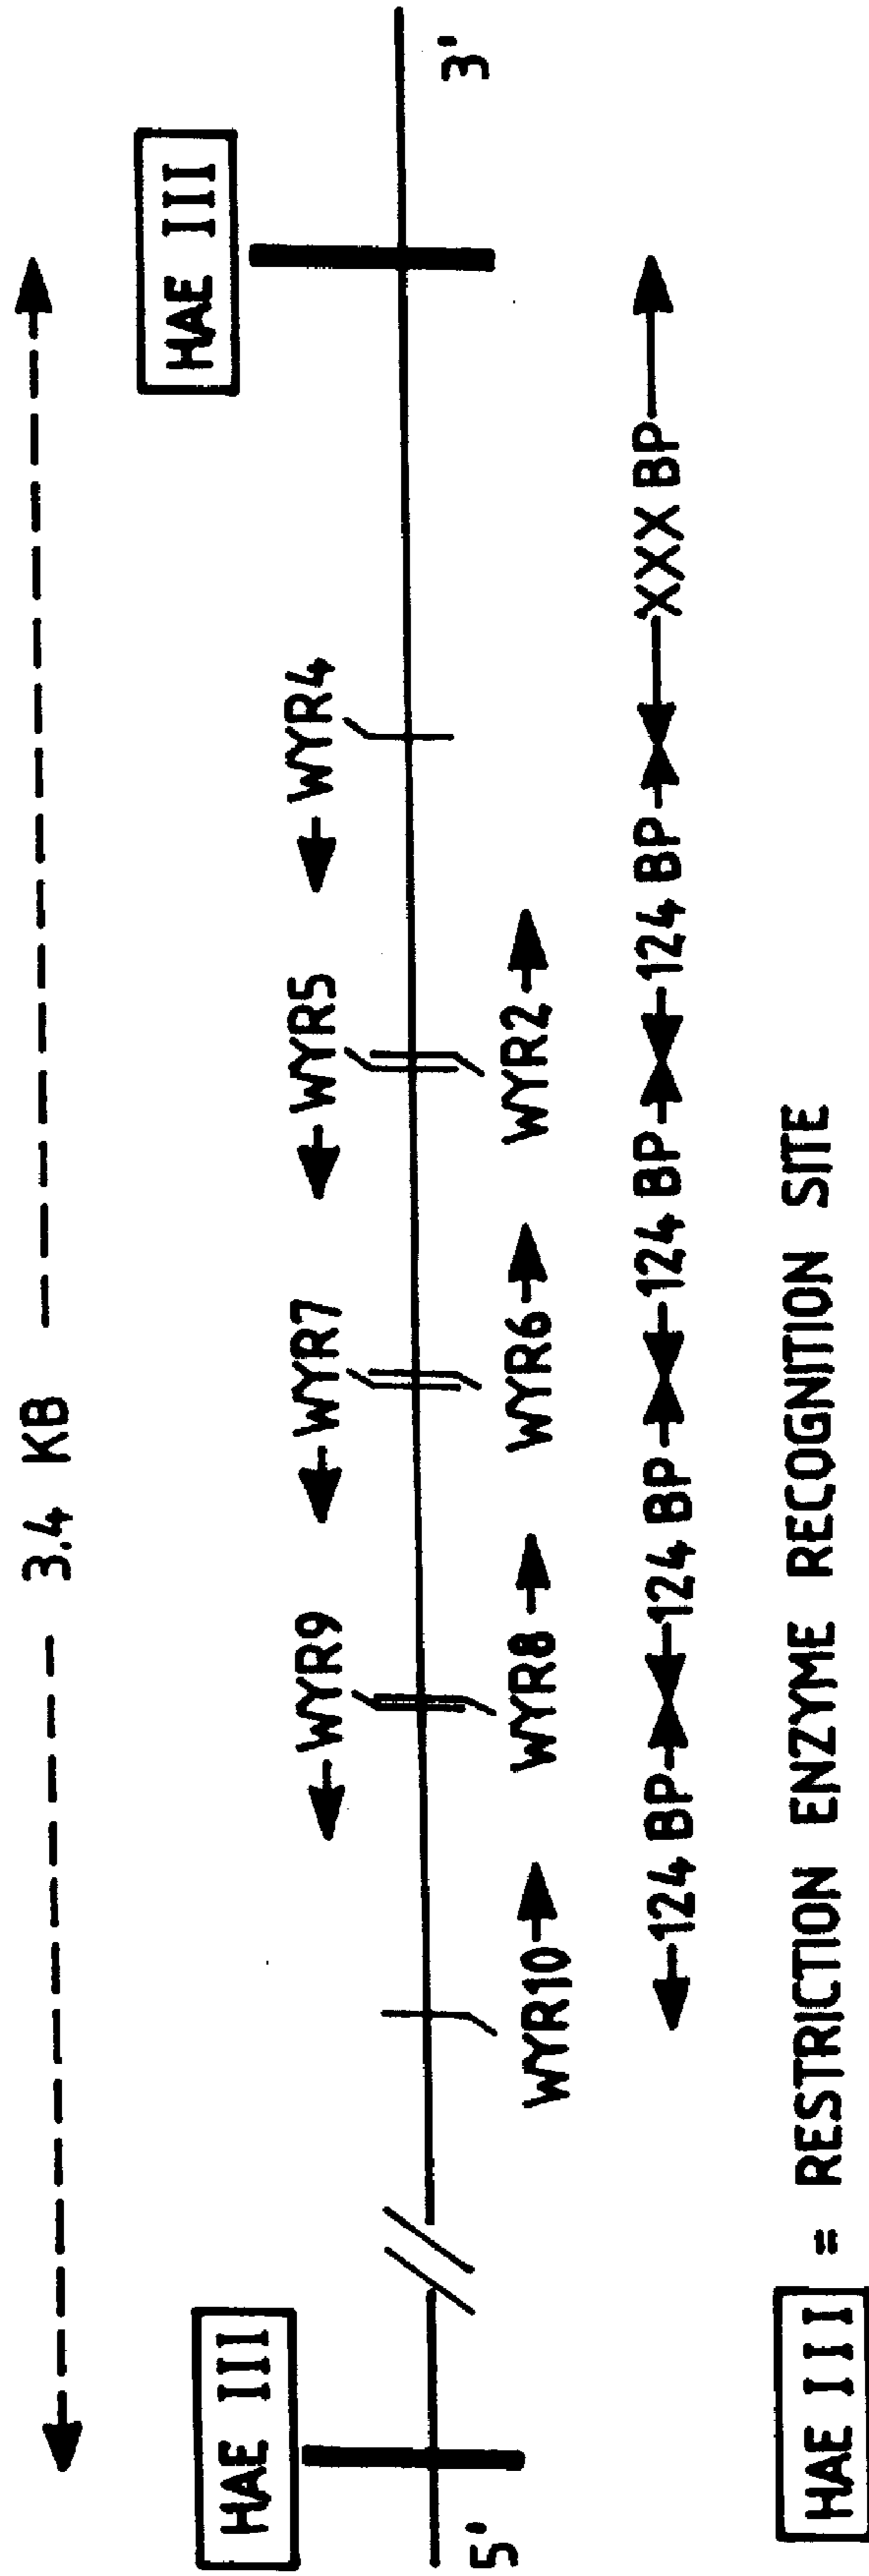 3.4 KB
HAE III
HAE III
WYR9
WYR7
WYR5
WYR4
5'
3'
WYR10
WYR8
WYR6
WYR2
124 BP 124 BP 124 BP 124 BP XXX BP
HAE III = RESTRICTION ENZYME RECOGNITION SITE